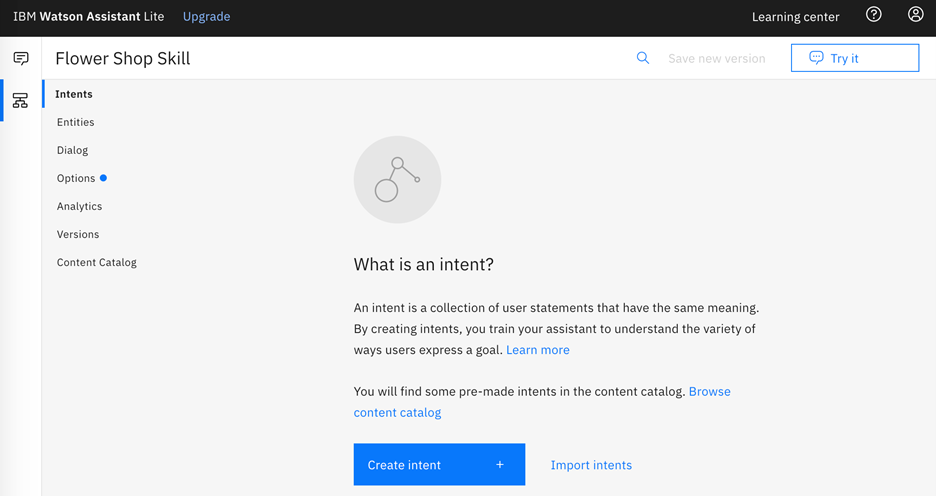 IBM Watson Assistant Lite Upgrade Learning center
Flower Shop Skill Save new version Try it
Intents
Entities
Dialog
Options
Analytics
Versions
Content Catalog
What is an intent?
An intent is a collection of user statements that have the same meaning.
By creating intents, you train your assistant to understand the variety of
ways users express a goal. Learn more
You will find some pre-made intents in the content catalog. Browse
content catalog
Create intent + Import intents